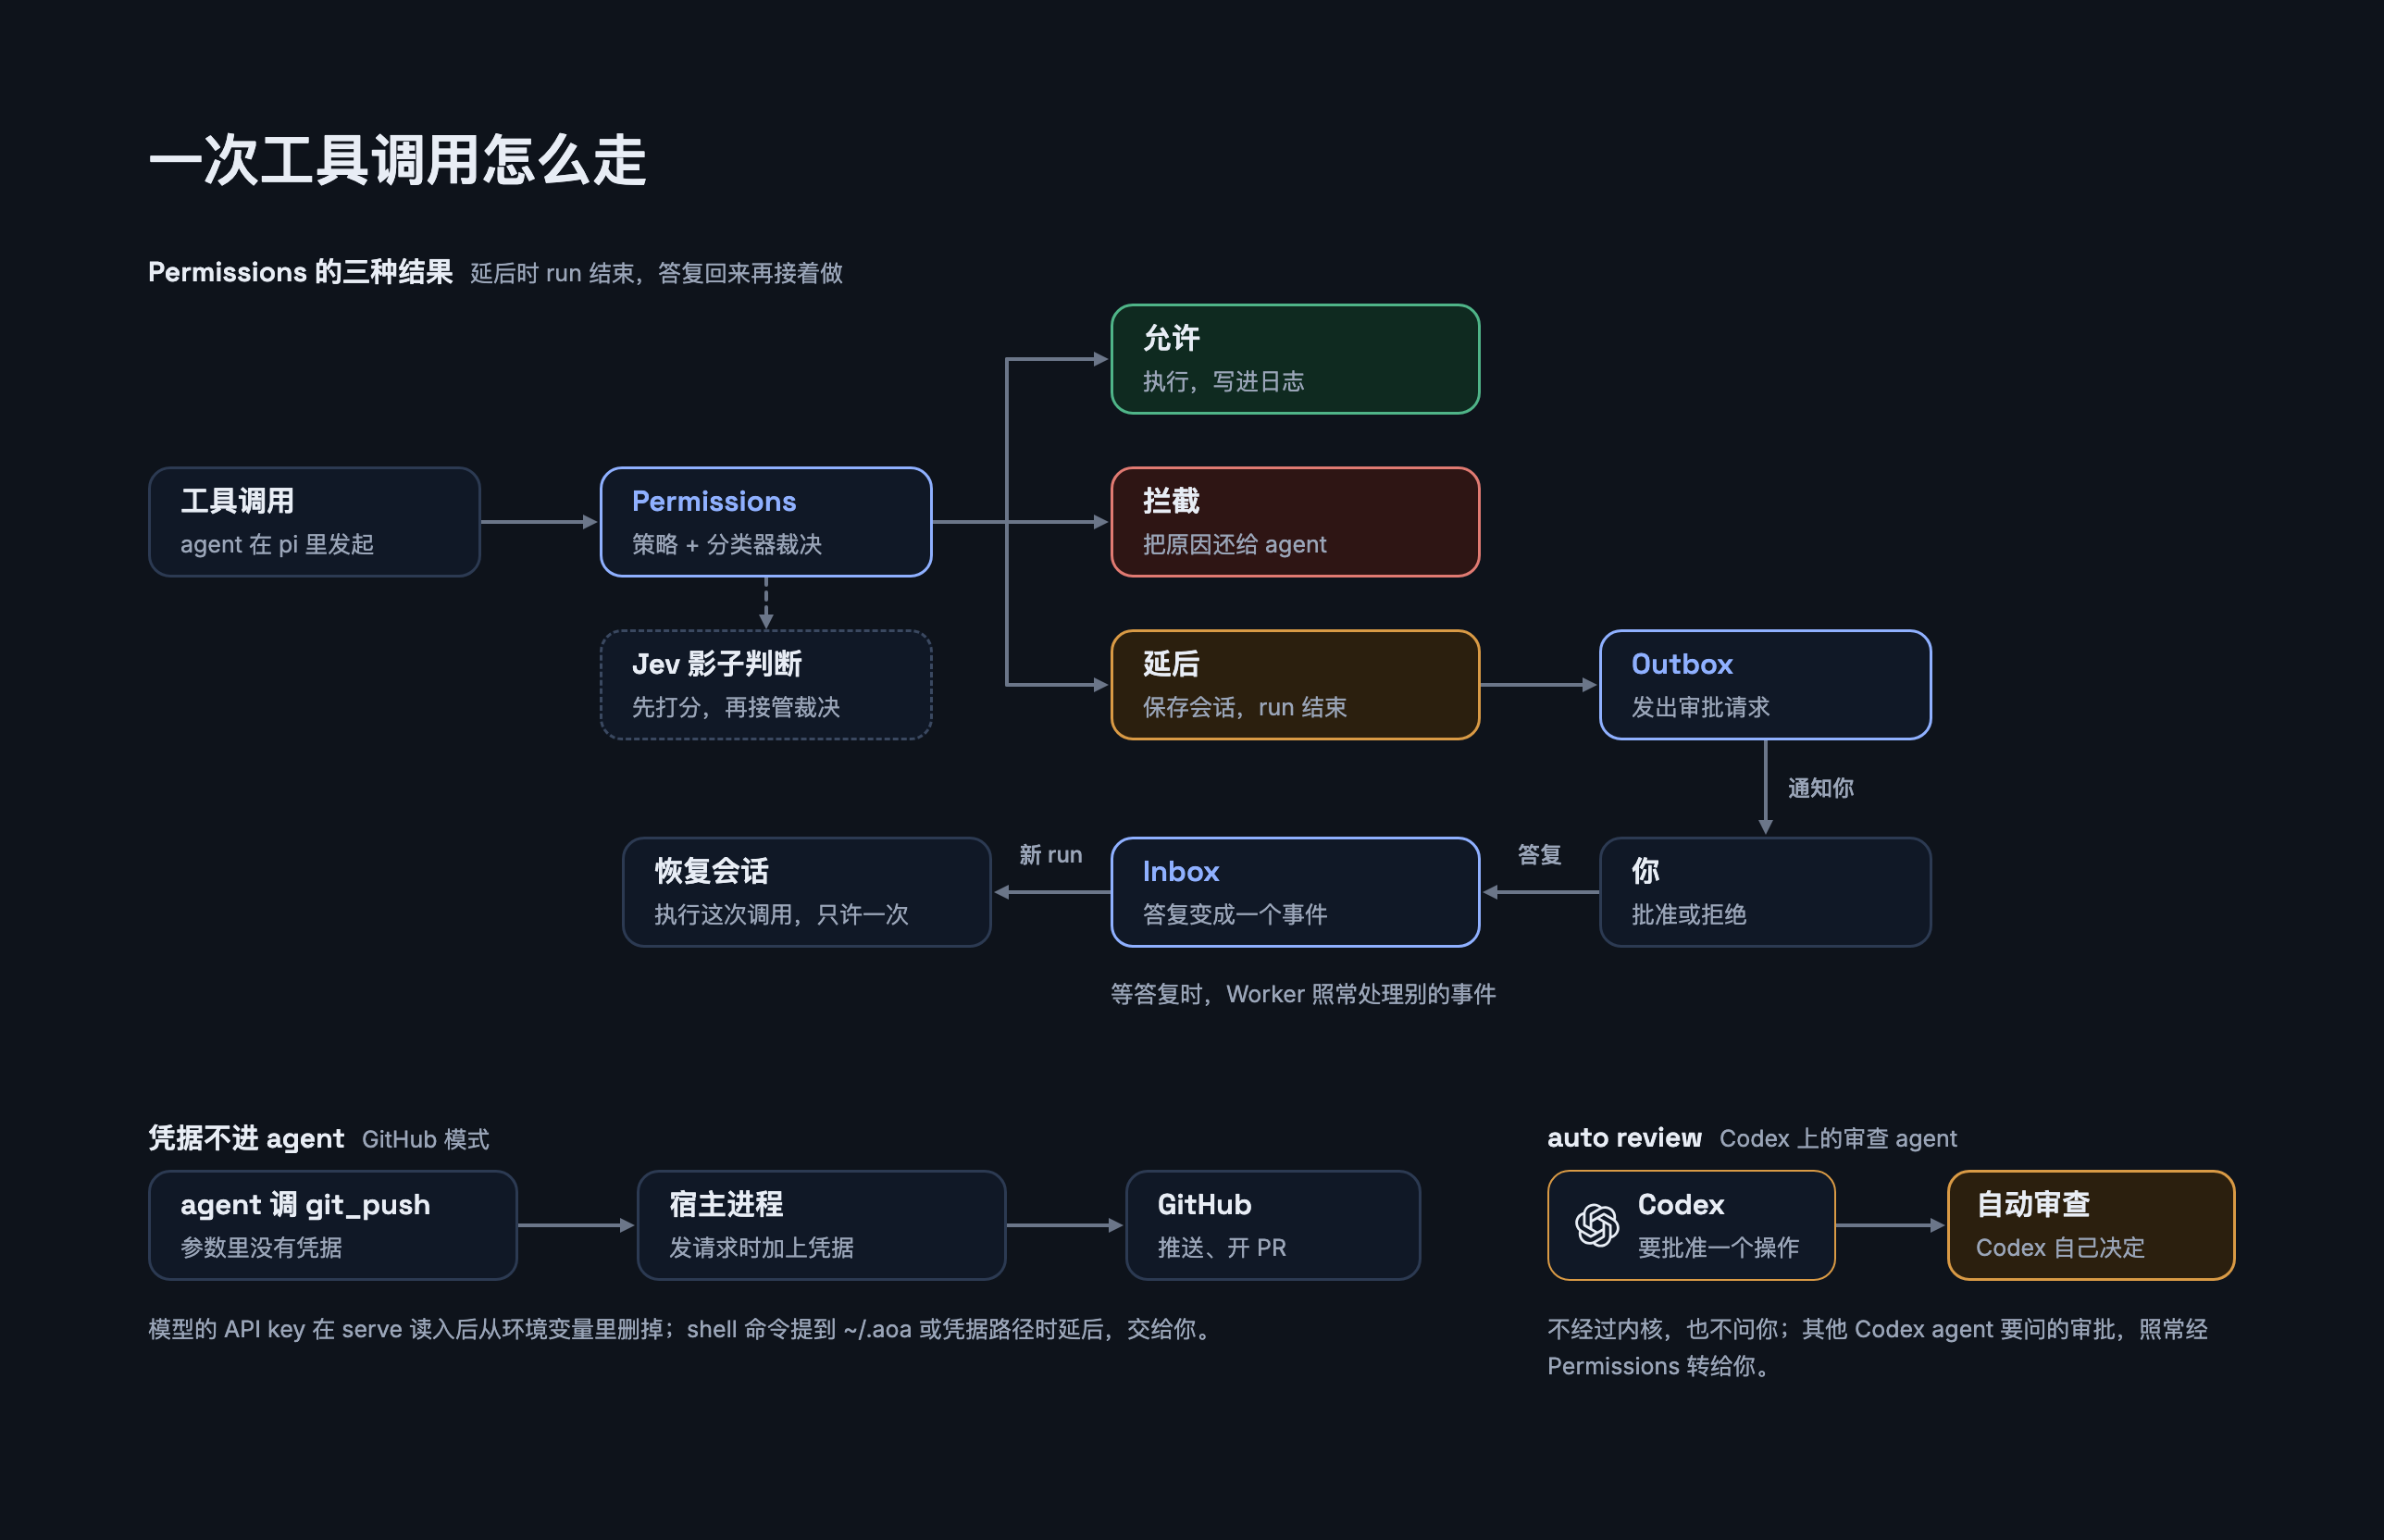 一次工具调用怎么走
Permissions 的三种结果 延后时 run 结束，答复回来再接着做
允许
执行，写进日志
工具调用
agent 在 pi 里发起
Permissions
策略 + 分类器裁决
拦截
把原因还给 agent
Jev 影子判断
先打分，再接管裁决
延后
保存会话，run 结束
Outbox
发出审批请求
通知你
恢复会话
执行这次调用，只许一次
新 run
Inbox
答复变成一个事件
答复
你
批准或拒绝
等答复时，Worker 照常处理别的事件
凭据不进 agent GitHub 模式
agent 调 git_push
参数里没有凭据
宿主进程
发请求时加上凭据
GitHub
推送、开 PR
模型的 API key 在 serve 读入后从环境变量里删掉；shell 命令提到 ~/.aoa 或凭据路径时延后，交给你。
auto review Codex 上的审查 agent
Codex
要批准一个操作
自动审查
Codex 自己决定
不经过内核，也不问你；其他 Codex agent 要问的审批，照常经
Permissions 转给你。